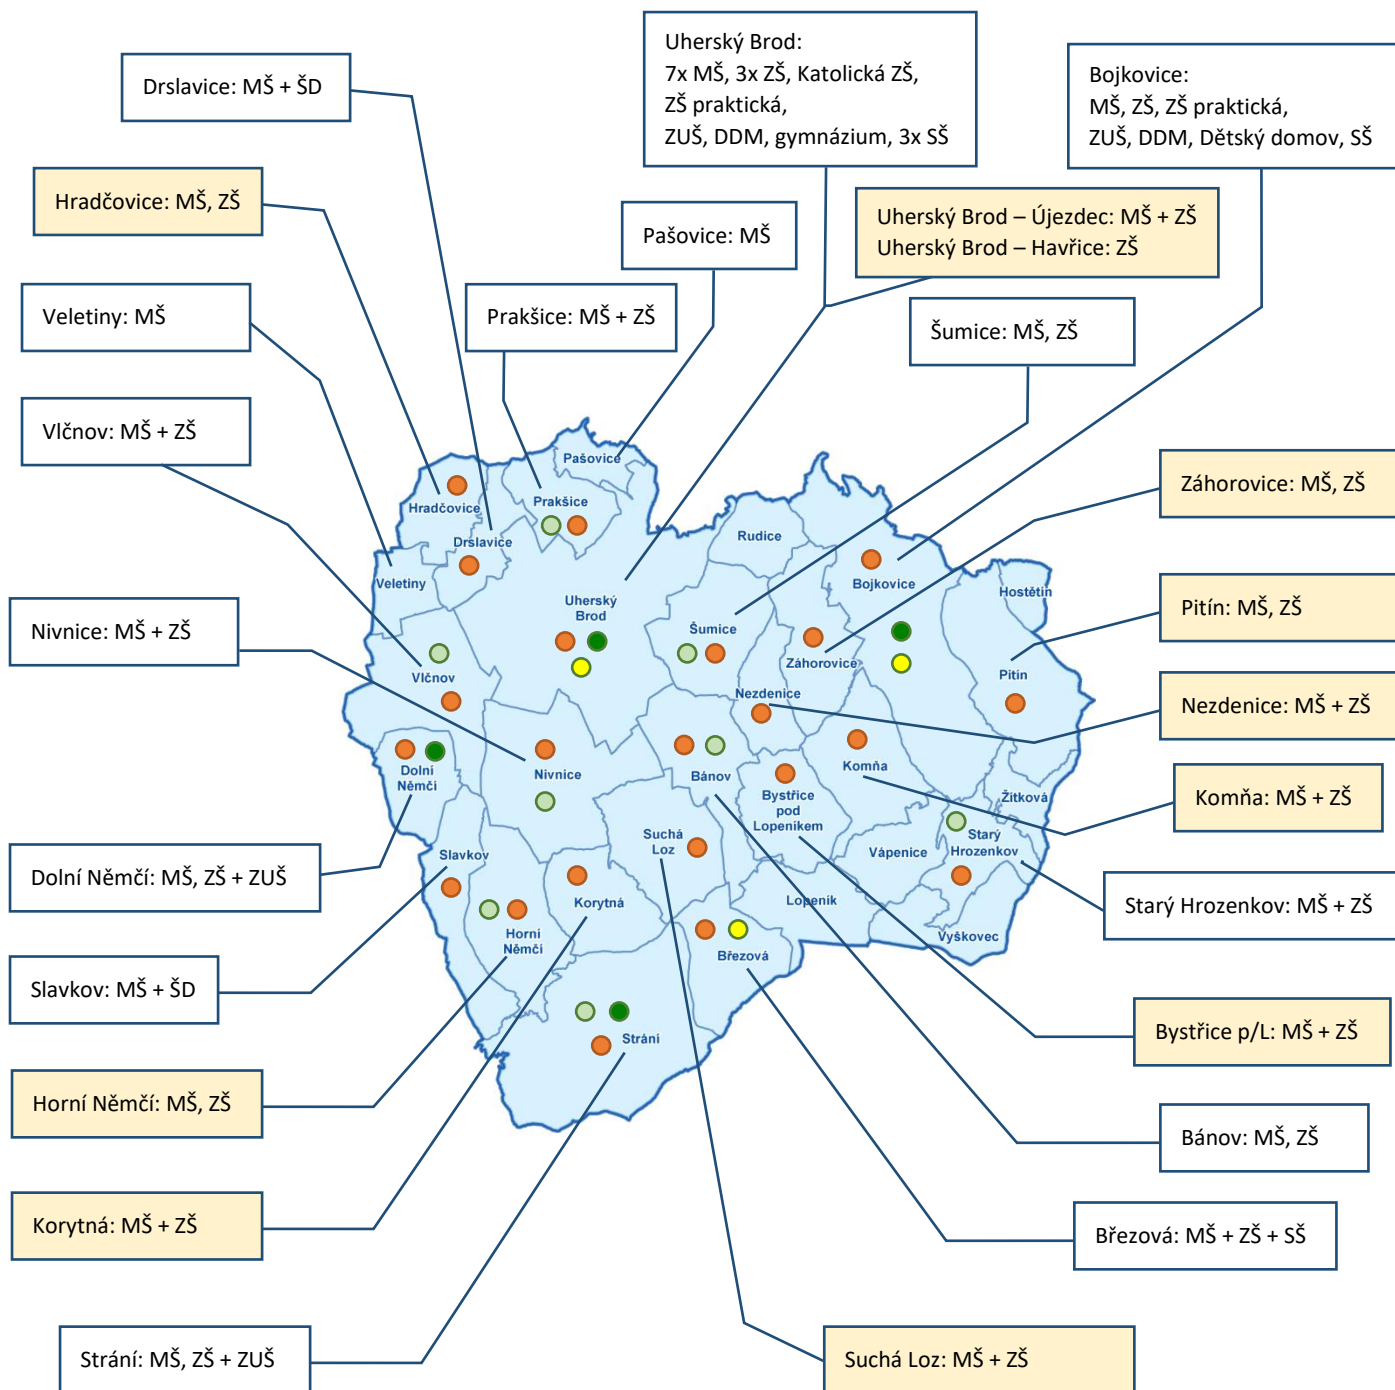 Uherský Brod:
7x MŠ, 3x ZŠ, Katolická ZŠ,
ZŠ praktická,
ZUŠ, DDM, gymnázium, 3x SŠ
Bojkovice:
MŠ, ZŠ, ZŠ praktická,
ZUŠ, DDM, Dětský domov, SŠ
Drslavice: MŠ + ŠD
Hradčovice: MŠ, ZŠ
Uherský Brod – Újezdec: MŠ + ZŠ
Uherský Brod – Havřice: ZŠ
Pašovice: MŠ
Veletiny: MŠ
Prakšice: MŠ + ZŠ
Šumice: MŠ, ZŠ
Vlčnov: MŠ + ZŠ
Záhorovice: MŠ, ZŠ
Pitín: MŠ, ZŠ
Nivnice: MŠ + ZŠ
Nezdenice: MŠ + ZŠ
Komňa: MŠ + ZŠ
Dolní Němčí: MŠ, ZŠ + ZUŠ
Starý Hrozenkov: MŠ + ZŠ
Slavkov: MŠ + ŠD
Bystřice p/L: MŠ + ZŠ
Horní Němčí: MŠ, ZŠ
Bánov: MŠ, ZŠ
Korytná: MŠ + ZŠ
Březová: MŠ + ZŠ + SŠ
Strání: MŠ, ZŠ + ZUŠ
Suchá Loz: MŠ + ZŠ
Pašovice
Prakšice
Hradčovice
Drslavice
Veletiny
Rudice
Bojkovice
Hostětín
Uherský
Brod
Šumice
Záhorovice
Pitín
Vlčnov
Nezdenice
Dolní
Němčí
Nivnice
Bánov
Komňa
Bystřice
pod
Lopeníkem
Žítková
Starý
Hrozenkov
Vápenice
Suchá
Loz
Slavkov
Korytná
Lopeník
Vyškovec
Horní
Němčí
Březová
Strání